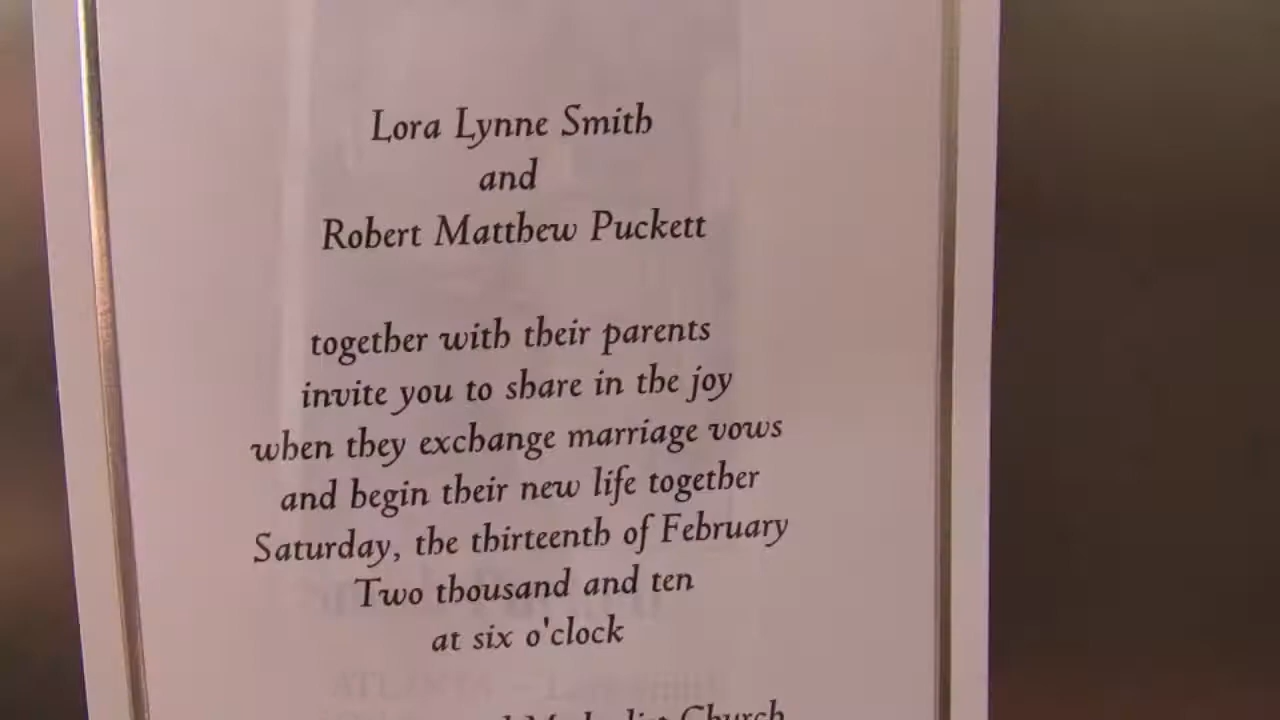 Lora Lynne Smith
and
Robert Matthew Puckett
together with their parents
invite you to share in the joy
when they exchange marriage vows
and begin their new life together
Saturday, the thirteenth of February
Two thousand and ten
at six o'clock
Church